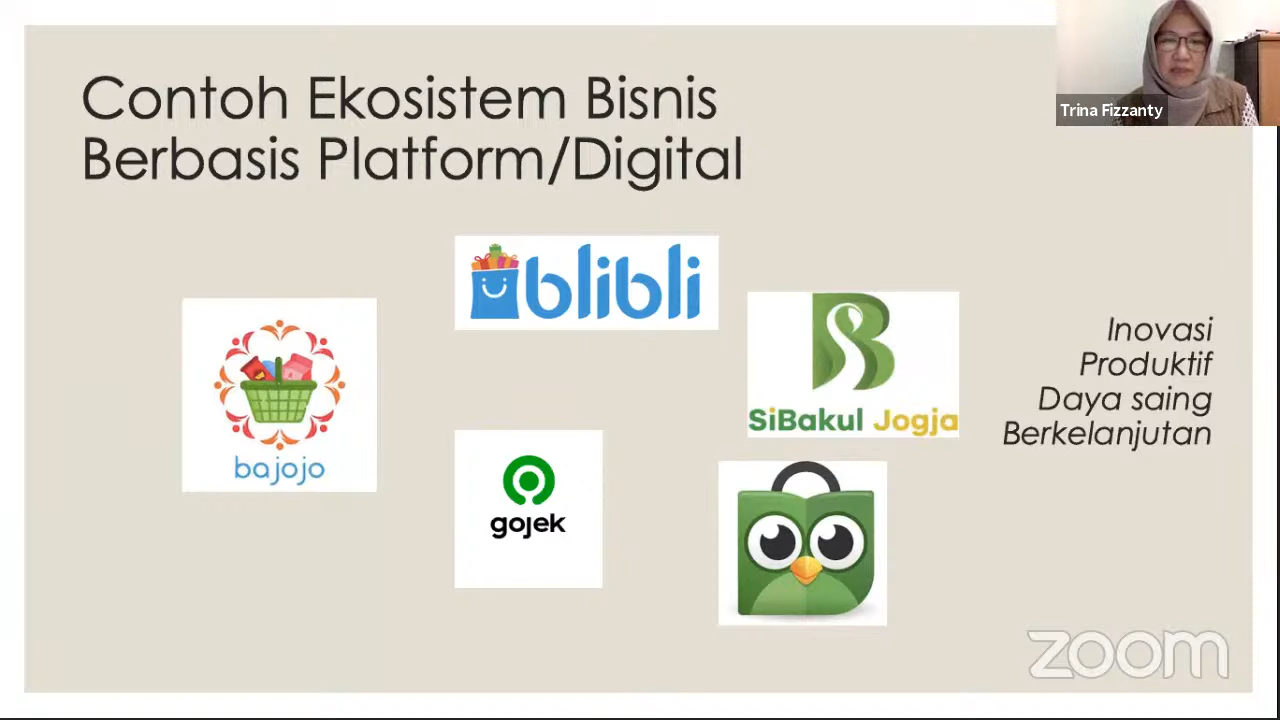 Contoh Ekosistem Bisnis
Berbasis Platform/Digital
Trina Fizzanty
blibli
bajojo
SiBakul Jogja
gojek
Inovasi
Produktif
Daya saing
Berkelanjutan
zoom